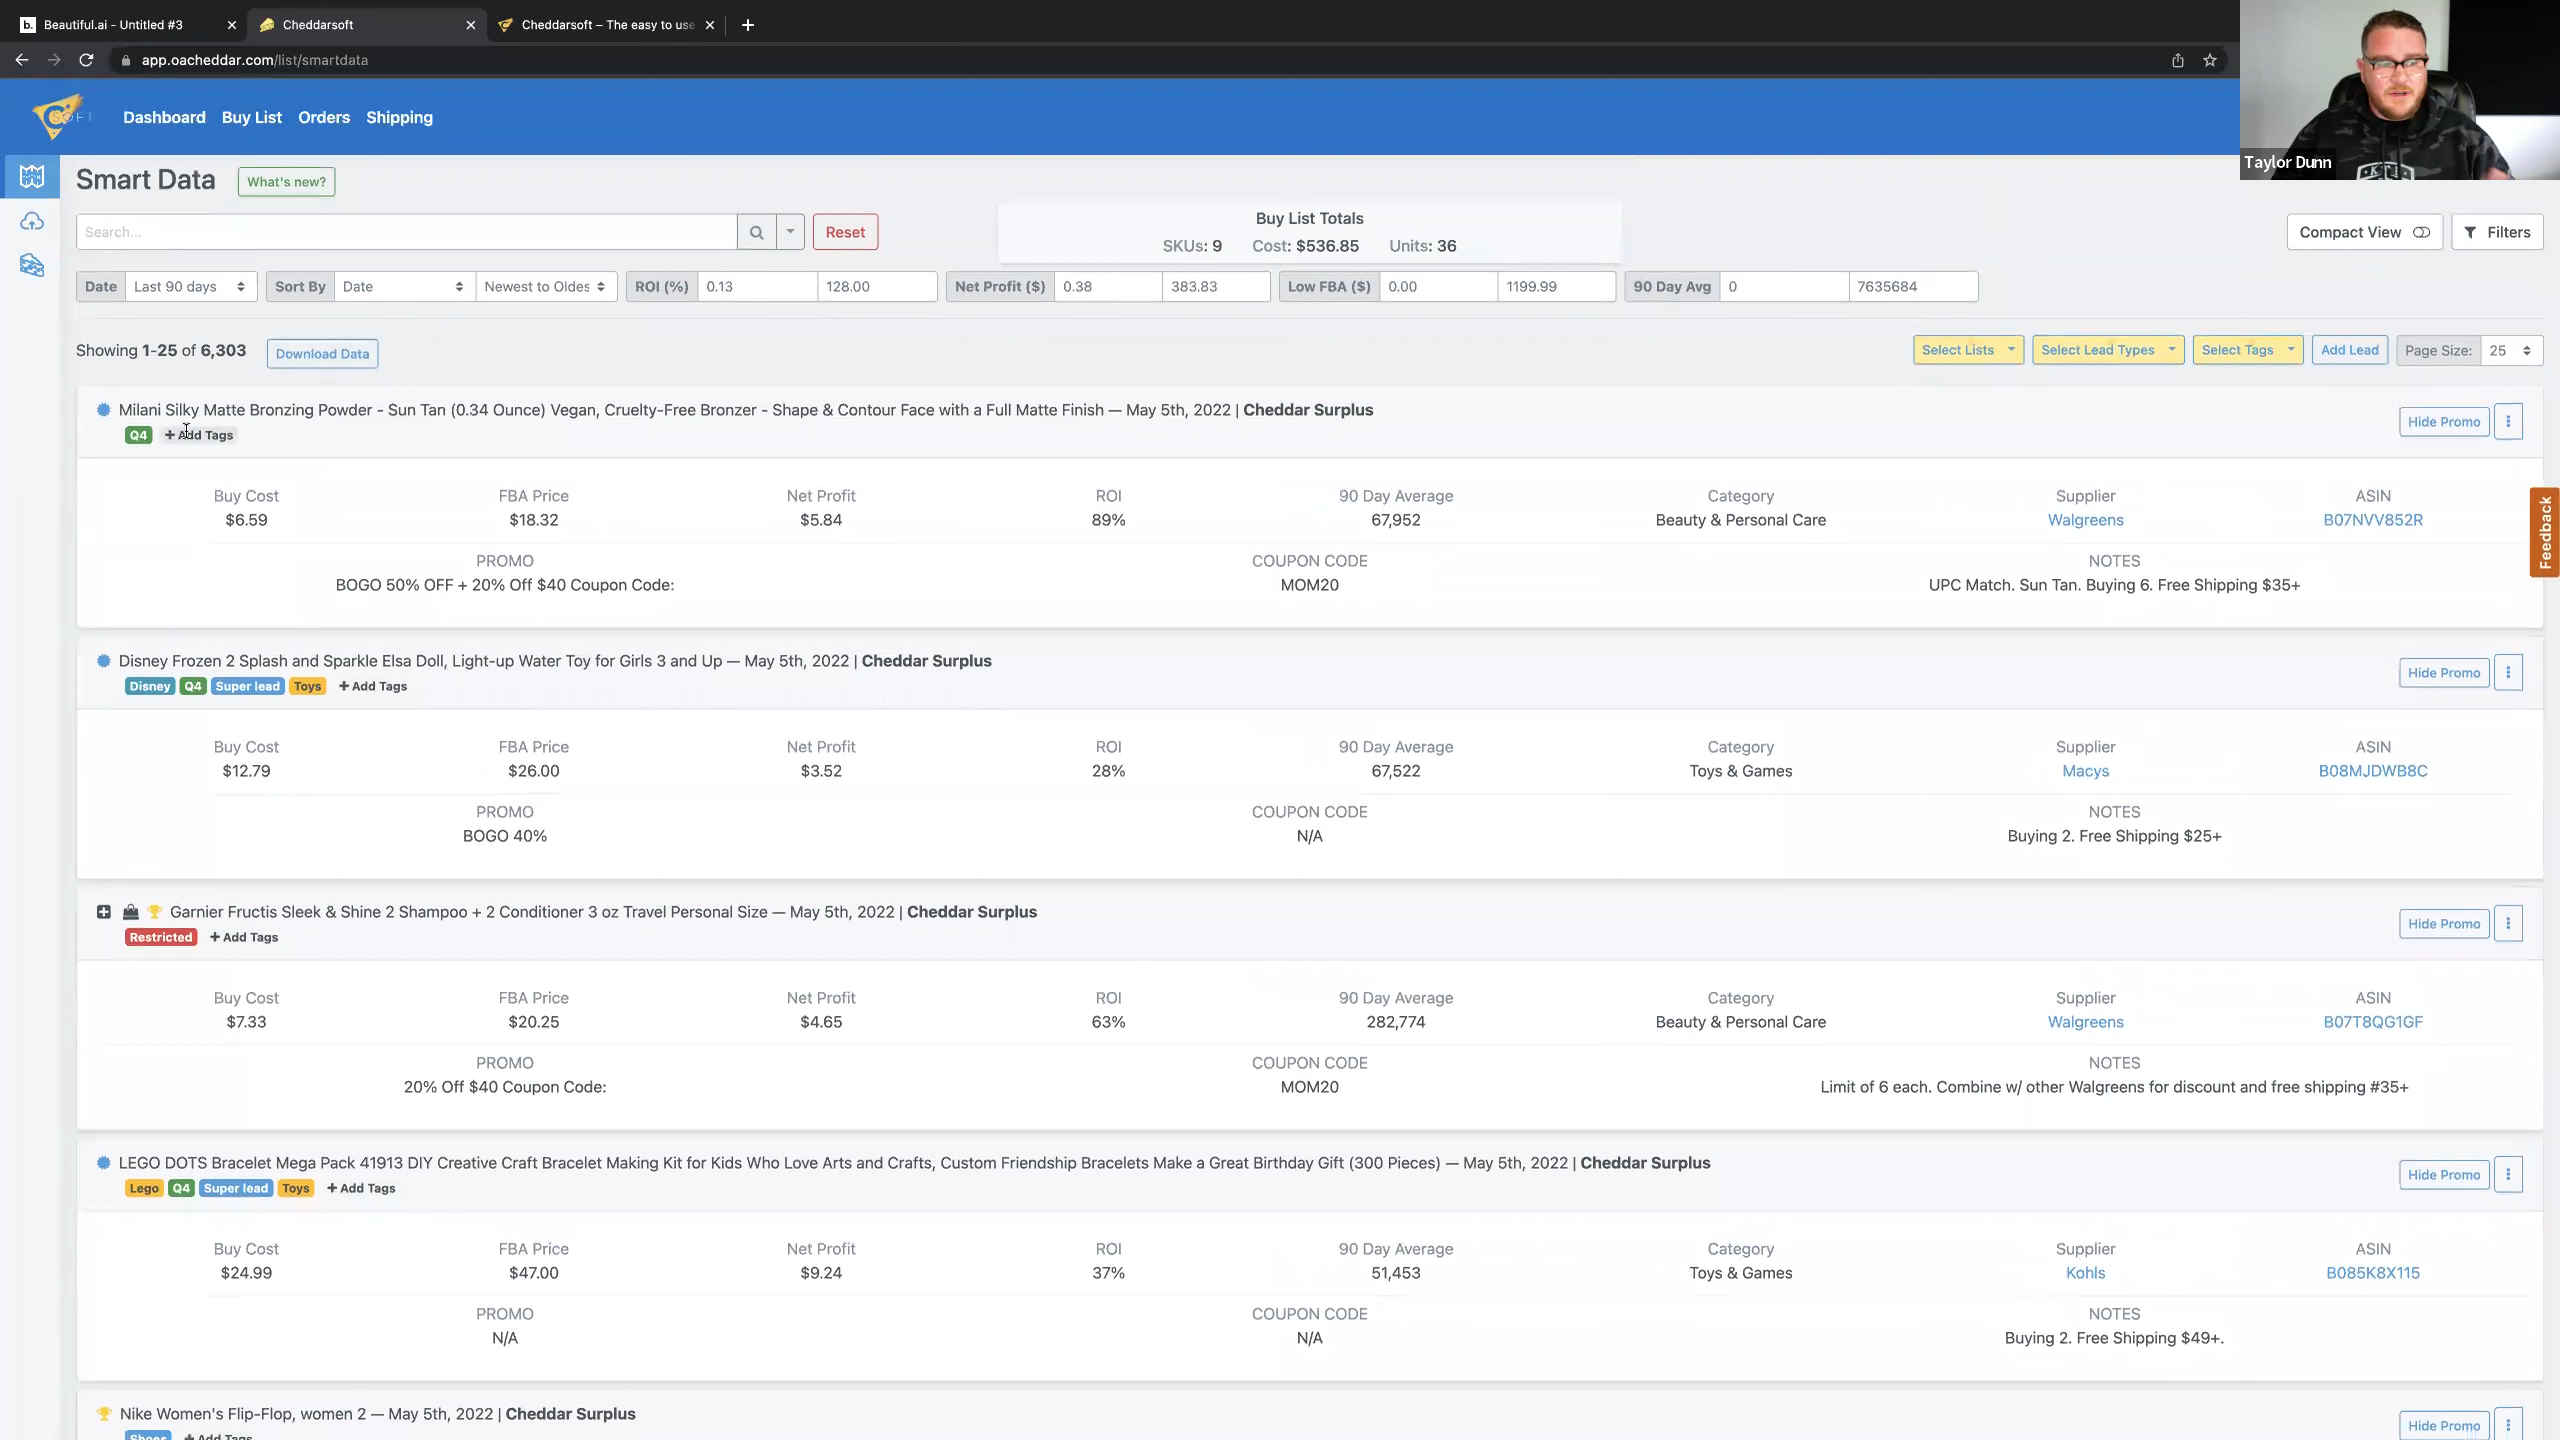 b. Beautiful.ai - Untitled #3
Cheddarsoft
Cheddarsoft – The easy to use
app.oacheddar.com/list/smartdata
Dashboard Buy List Orders Shipping
Taylor Dunn
Smart Data What's new?
Search... Reset
Buy List Totals
SKUs: 9 Cost: $536.85 Units: 36
Compact View Filters
Date Last 90 days Sort By Date Newest to Oldes ROI (%) 0.13 128.00 Net Profit ($) 0.38 383.83 Low FBA ($) 0.00 1199.99 90 Day Avg 0 7635684
Showing 1-25 of 6,303 Download Data Select Lists Select Lead Types Select Tags Add Lead Page Size: 25
Milani Silky Matte Bronzing Powder - Sun Tan (0.34 Ounce) Vegan, Cruelty-Free Bronzer - Shape & Contour Face with a Full Matte Finish — May 5th, 2022 | Cheddar Surplus
Hide Promo
Q4 + Add Tags
Buy Cost FBA Price Net Profit ROI 90 Day Average Category Supplier ASIN
$6.59 $18.32 $5.84 89% 67,952 Beauty & Personal Care Walgreens B07NVV852R
Feedback
PROMO COUPON CODE NOTES
BOGO 50% OFF + 20% Off $40 Coupon Code: MOM20 UPC Match. Sun Tan. Buying 6. Free Shipping $35+
Disney Frozen 2 Splash and Sparkle Elsa Doll, Light-up Water Toy for Girls 3 and Up — May 5th, 2022 | Cheddar Surplus
Hide Promo
Disney Q4 Super lead Toys + Add Tags
Buy Cost FBA Price Net Profit ROI 90 Day Average Category Supplier ASIN
$12.79 $26.00 $3.52 28% 67,522 Toys & Games Macys B08MJDWB8C
PROMO COUPON CODE NOTES
BOGO 40% N/A Buying 2. Free Shipping $25+
Garnier Fructis Sleek & Shine 2 Shampoo + 2 Conditioner 3 oz Travel Personal Size — May 5th, 2022 | Cheddar Surplus
Hide Promo
Restricted + Add Tags
Buy Cost FBA Price Net Profit ROI 90 Day Average Category Supplier ASIN
$7.33 $20.25 $4.65 63% 282,774 Beauty & Personal Care Walgreens B07T8QG1GF
PROMO COUPON CODE NOTES
20% Off $40 Coupon Code: MOM20 Limit of 6 each. Combine w/ other Walgreens for discount and free shipping #35+
LEGO DOTS Bracelet Mega Pack 41913 DIY Creative Craft Bracelet Making Kit for Kids Who Love Arts and Crafts, Custom Friendship Bracelets Make a Great Birthday Gift (300 Pieces) — May 5th, 2022 | Cheddar Surplus
Hide Promo
Lego Q4 Super lead Toys + Add Tags
Buy Cost FBA Price Net Profit ROI 90 Day Average Category Supplier ASIN
$24.99 $47.00 $9.24 37% 51,453 Toys & Games Kohls B085K8X115
PROMO COUPON CODE NOTES
N/A N/A Buying 2. Free Shipping $49+.
Nike Women's Flip-Flop, women 2 — May 5th, 2022 | Cheddar Surplus
Hide Promo
Shoes + Add Tags